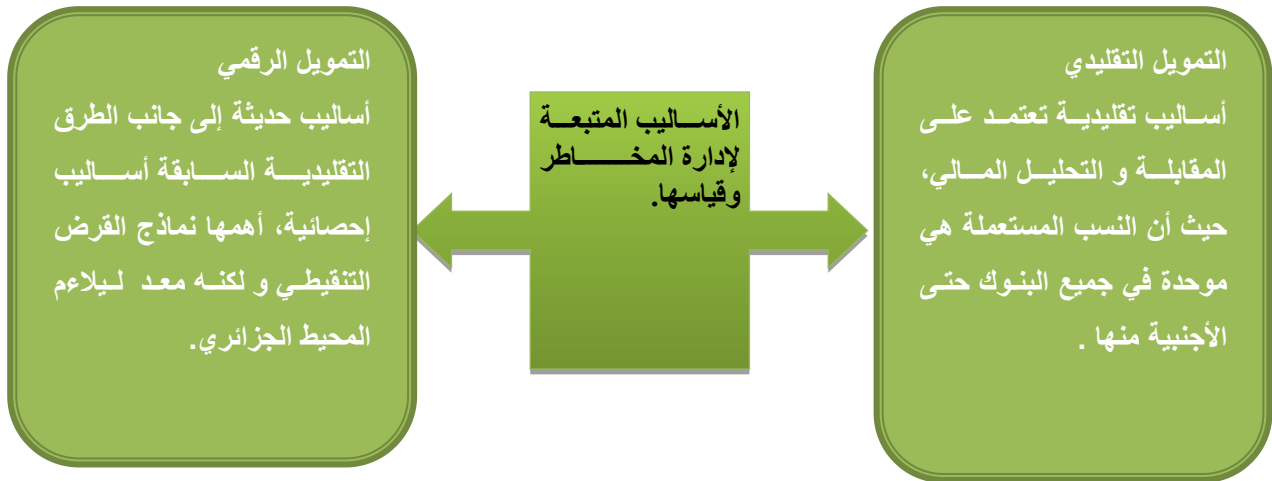 التمويل التقليدي
أساليب تقليدية تعتمد على
المقابلة و التحليل المالي،
حيث أن النسب المستعملة هي
موحدة في جميع البنوك حتى
الأجنبية منها .
الأساليب المتبعة
لإدارة المخاطر
وقياسها.
التمويل الرقمي
أساليب حديثة إلى جانب الطرق
التقليدية السابقة أساليب
إحصائية، أهمها نماذج القرض
التنقيطي و لكنه معد ليلاءم
المحيط الجزائري.